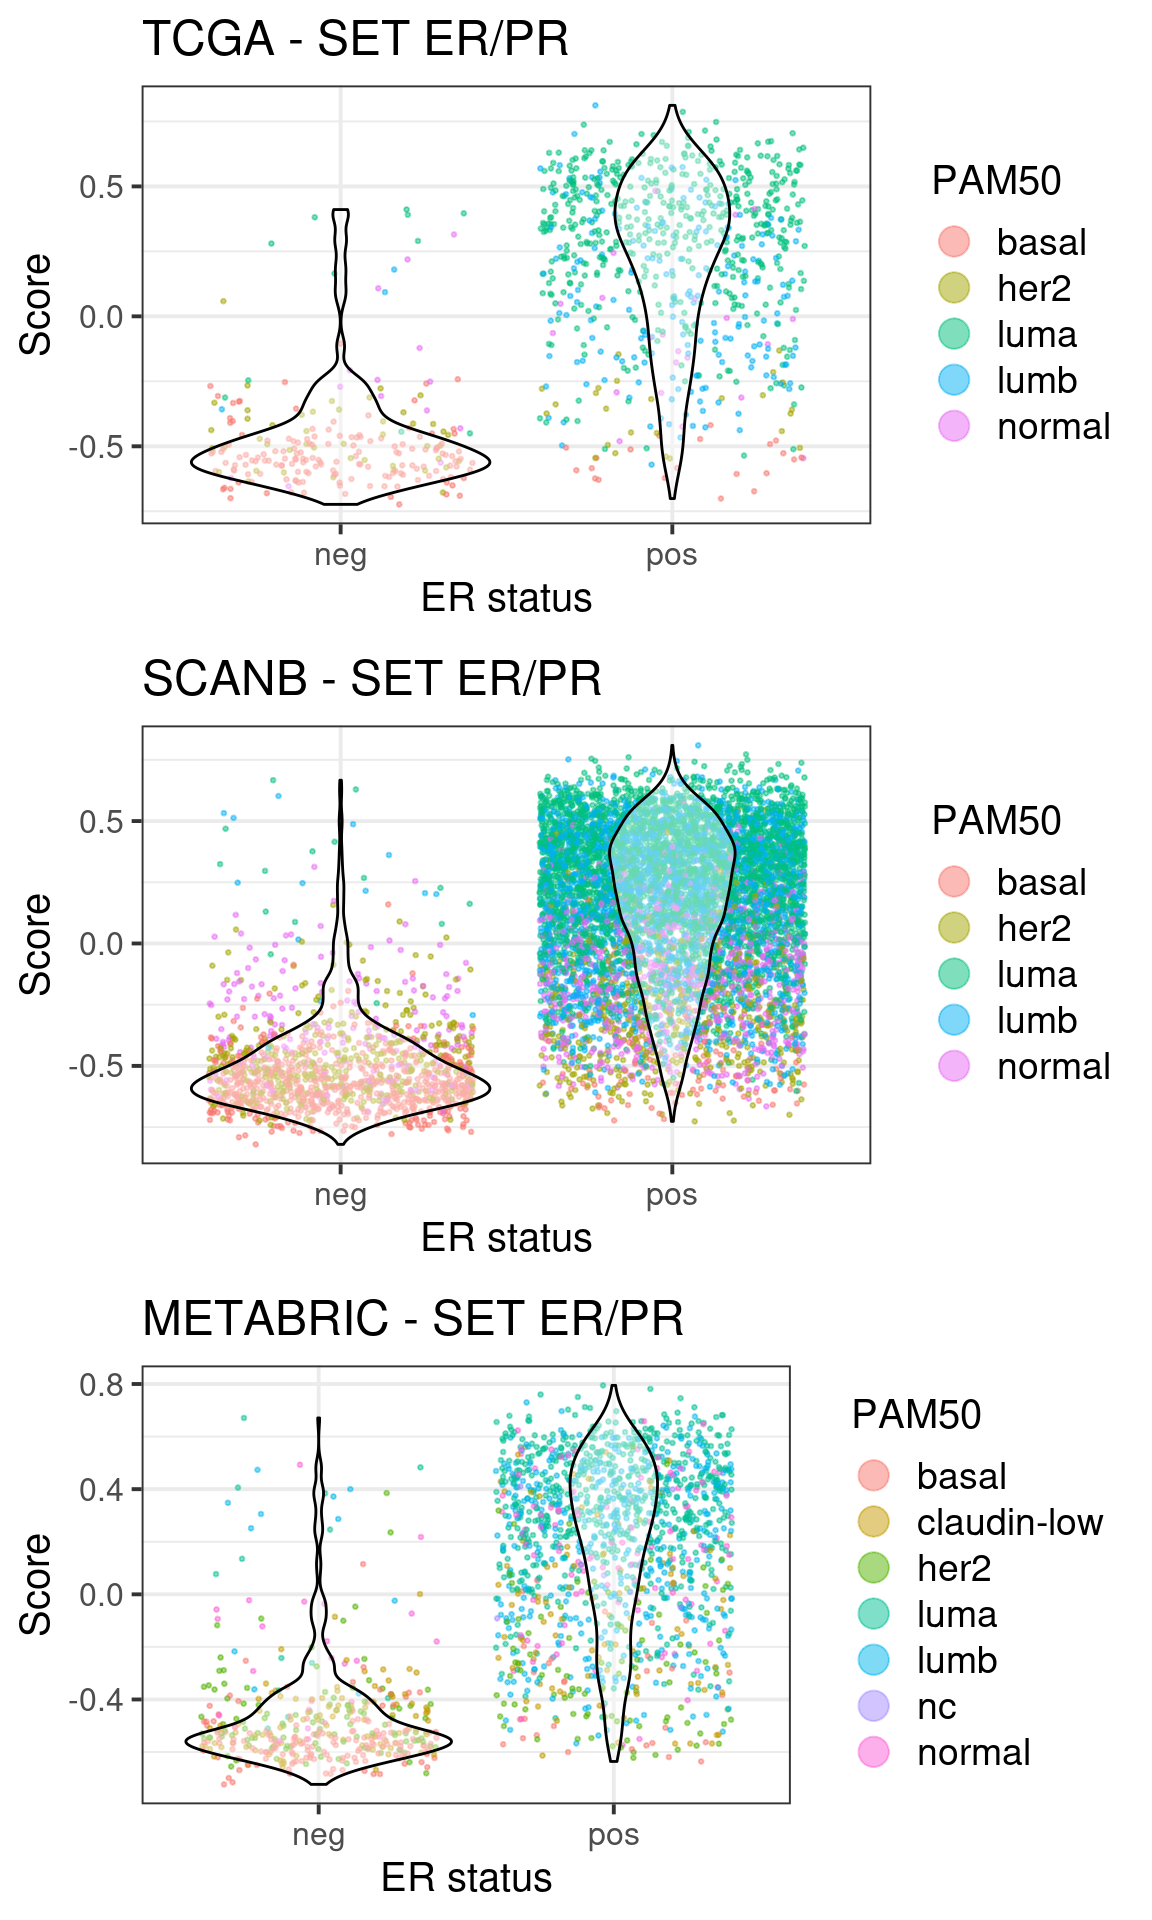 TCGA - SET ER/PR
Score
0.5
0.0
-0.5
neg
pos
ER status
PAM50
basal
her2
luma
lumb
normal
SCANB - SET ER/PR
Score
0.5
0.0
-0.5
neg
pos
ER status
PAM50
basal
her2
luma
lumb
normal
METABRIC - SET ER/PR
Score
0.8
0.4
0.0
-0.4
neg
pos
ER status
PAM50
basal
claudin-low
her2
luma
lumb
nc
normal